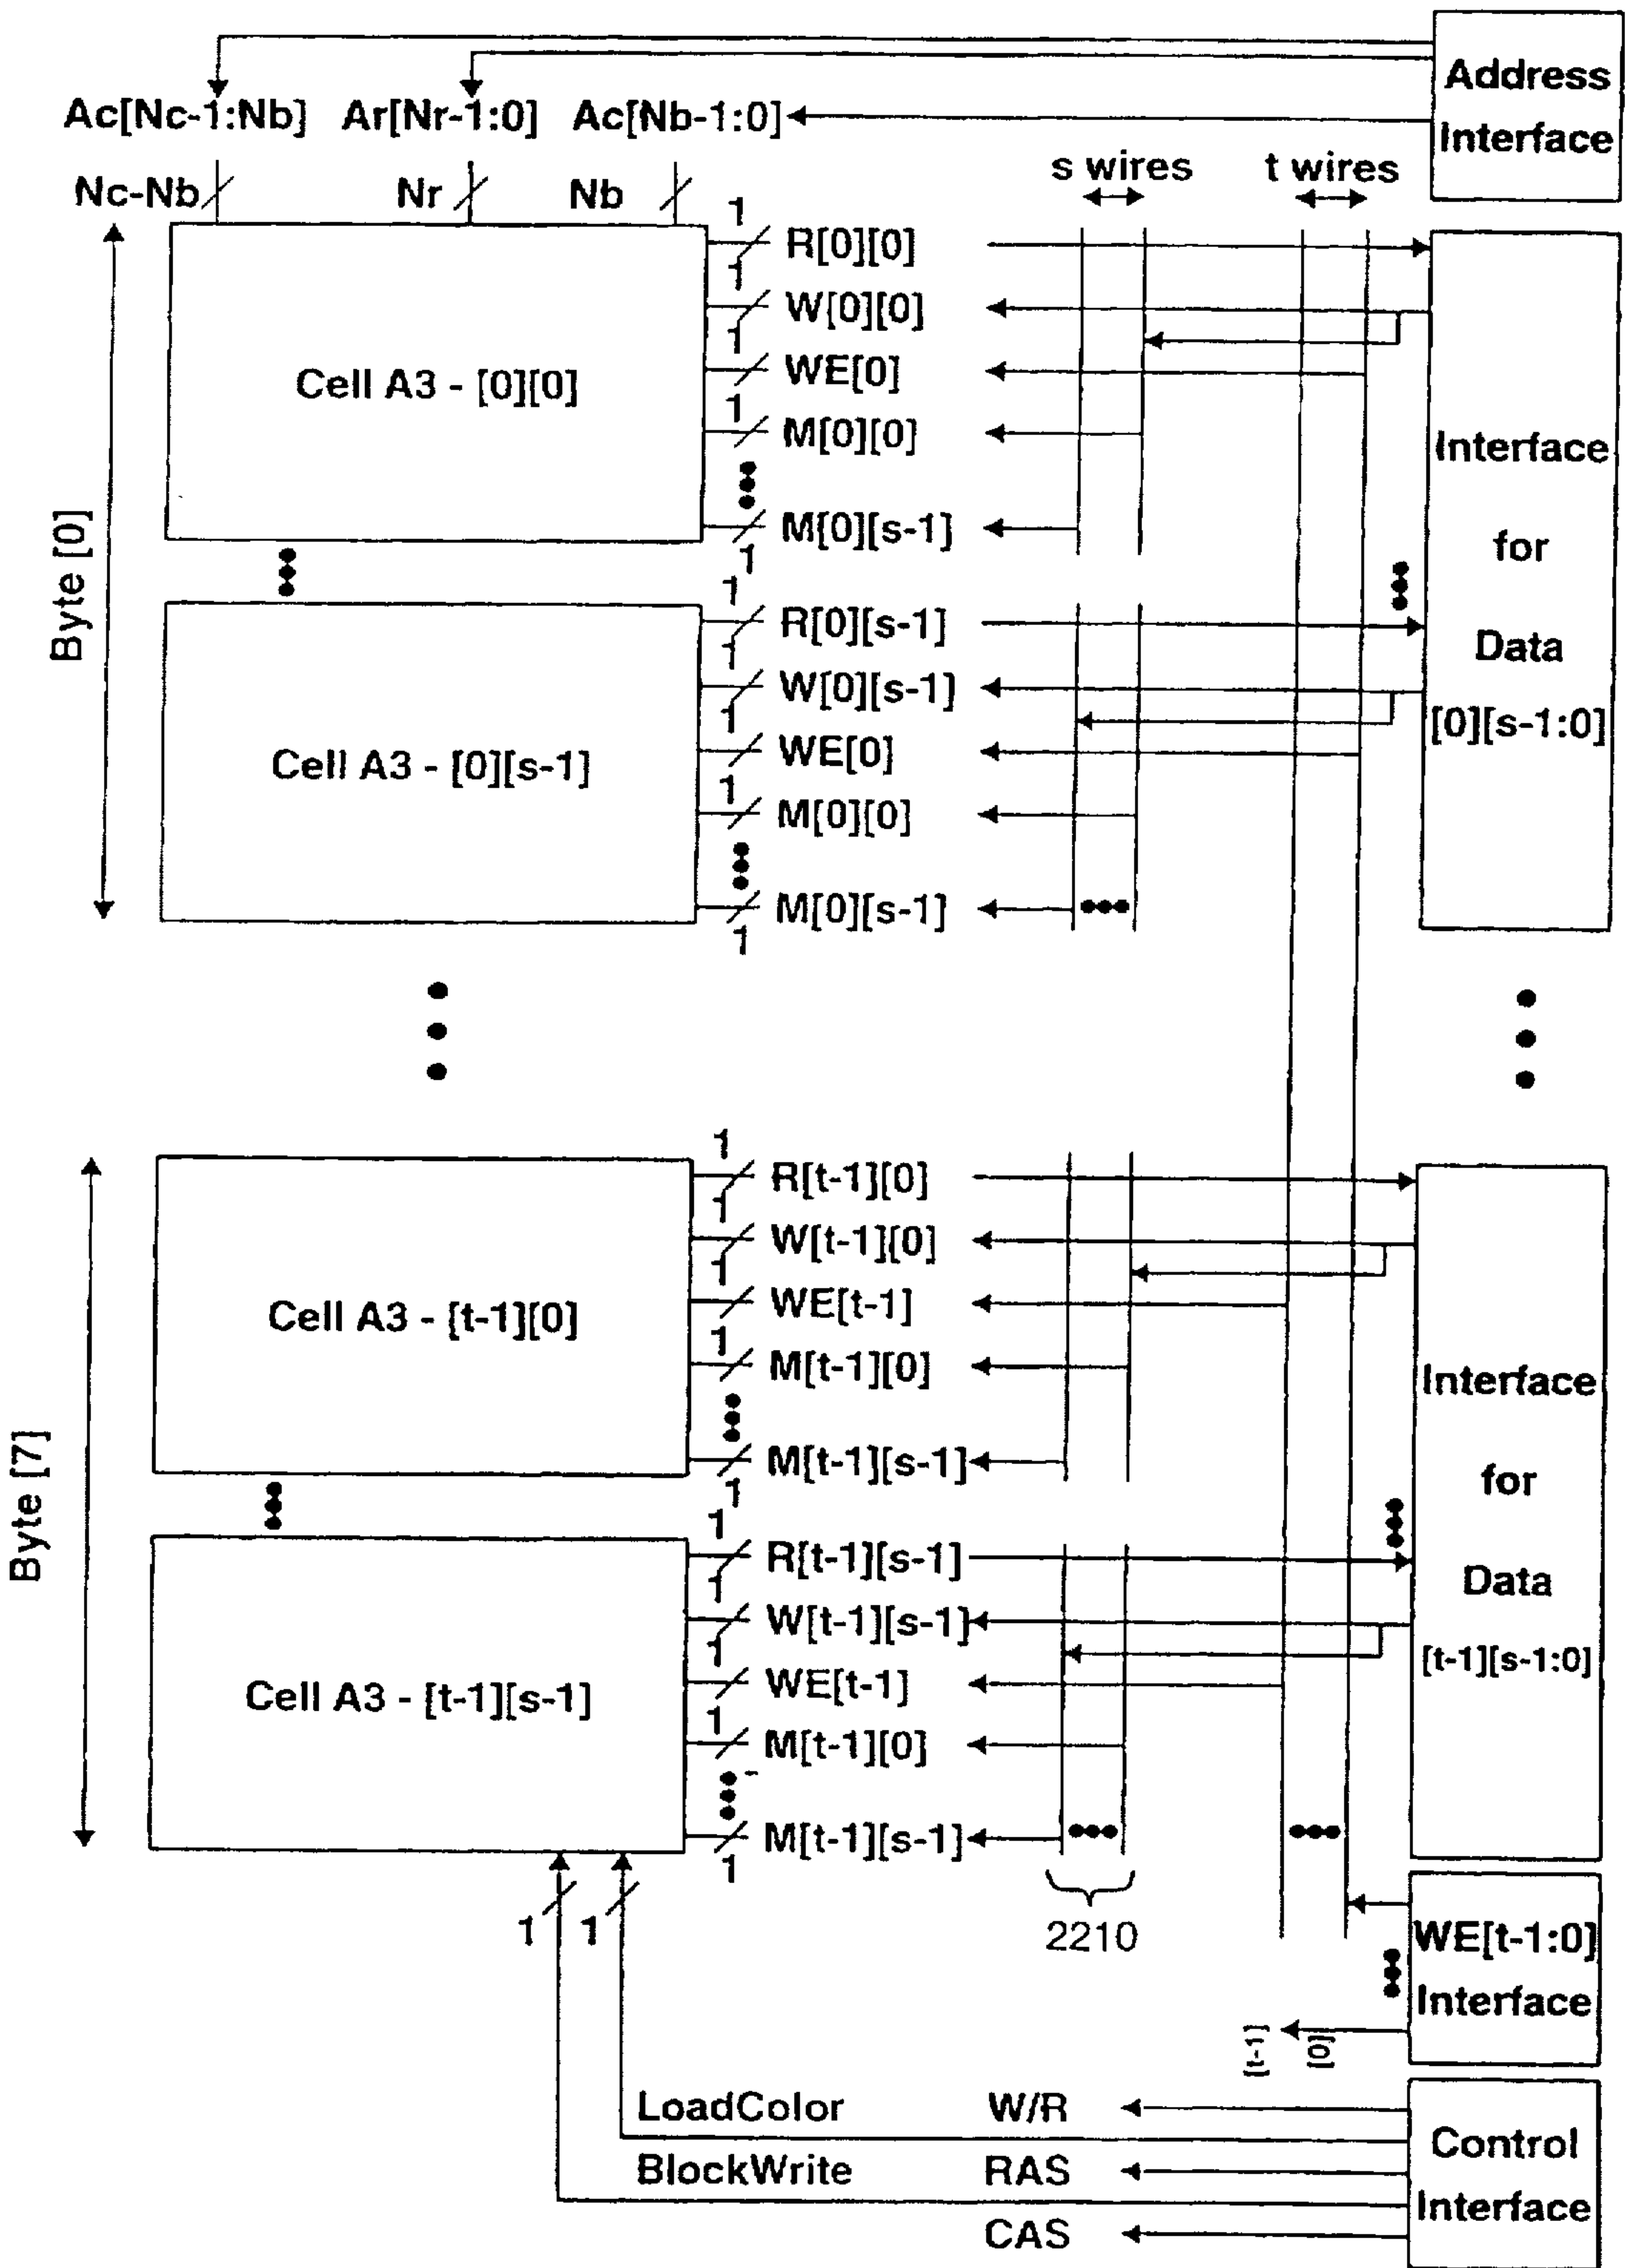 Address
Interface
Ac[Nc-1:Nb] Ar[Nr-1:0] Ac[Nb-1:0]
s wires t wires
Nc-Nb Nr Nb
Byte [0]
Cell A3 - [0][0]
1 R[0][0]
1 W[0][0]
1 WE[0]
1 M[0][0]
M[0][s-1]
1
Cell A3 - [0][s-1]
1 R[0][s-1]
1 W[0][s-1]
1 WE[0]
1 M[0][0]
M[0][s-1]
1
Interface
for
Data
[0][s-1:0]
Byte [7]
Cell A3 - [t-1][0]
1 R[t-1][0]
1 W[t-1][0]
1 WE[t-1]
1 M[t-1][0]
M[t-1][s-1]
1
Cell A3 - [t-1][s-1]
1 R[t-1][s-1]
1 W[t-1][s-1]
1 WE[t-1]
1 M[t-1][0]
M[t-1][s-1]
1
Interface
for
Data
[t-1][s-1:0]
1 1
2210
WE[t-1:0]
Interface
[t-1] [0]
LoadColor W/R
BlockWrite RAS
CAS
Control
Interface